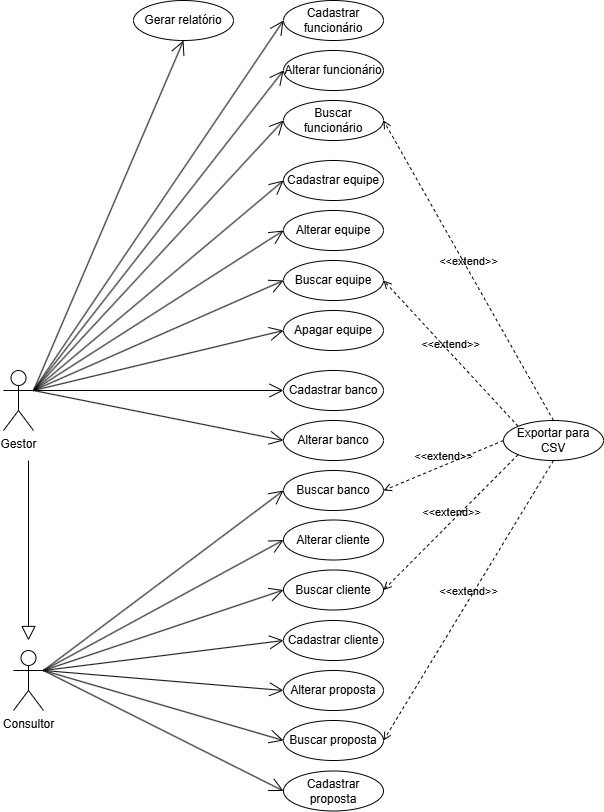 Gerar relatório
Cadastrar
funcionário
Alterar funcionário
Buscar
funcionário
Cadastrar equipe
Alterar equipe
<<extend>>
Buscar equipe
Apagar equipe
<<extend>>
Cadastrar banco
Gestor
Alterar banco
Exportar para
CSV
<<extend>>
Buscar banco
<<extend>>
Alterar cliente
Buscar cliente
<<extend>>
Cadastrar cliente
Alterar proposta
Consultor
Buscar proposta
Cadastrar
proposta